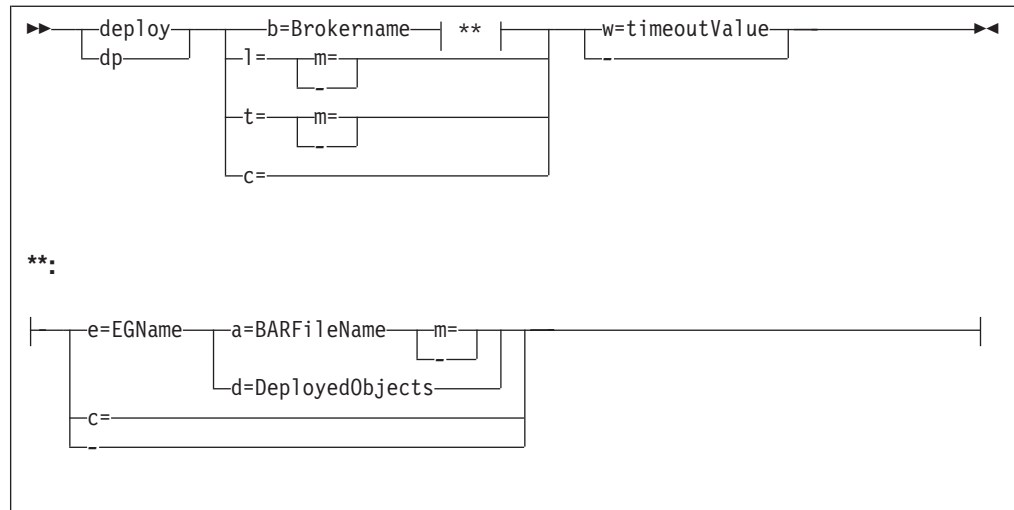 deploy b=Brokername ** w=timeoutValue
dp l= m= -
-
t= m=
-
c=
**:
e=EGName a=BARFileName m=
-
d=DeployedObjects
c=
-